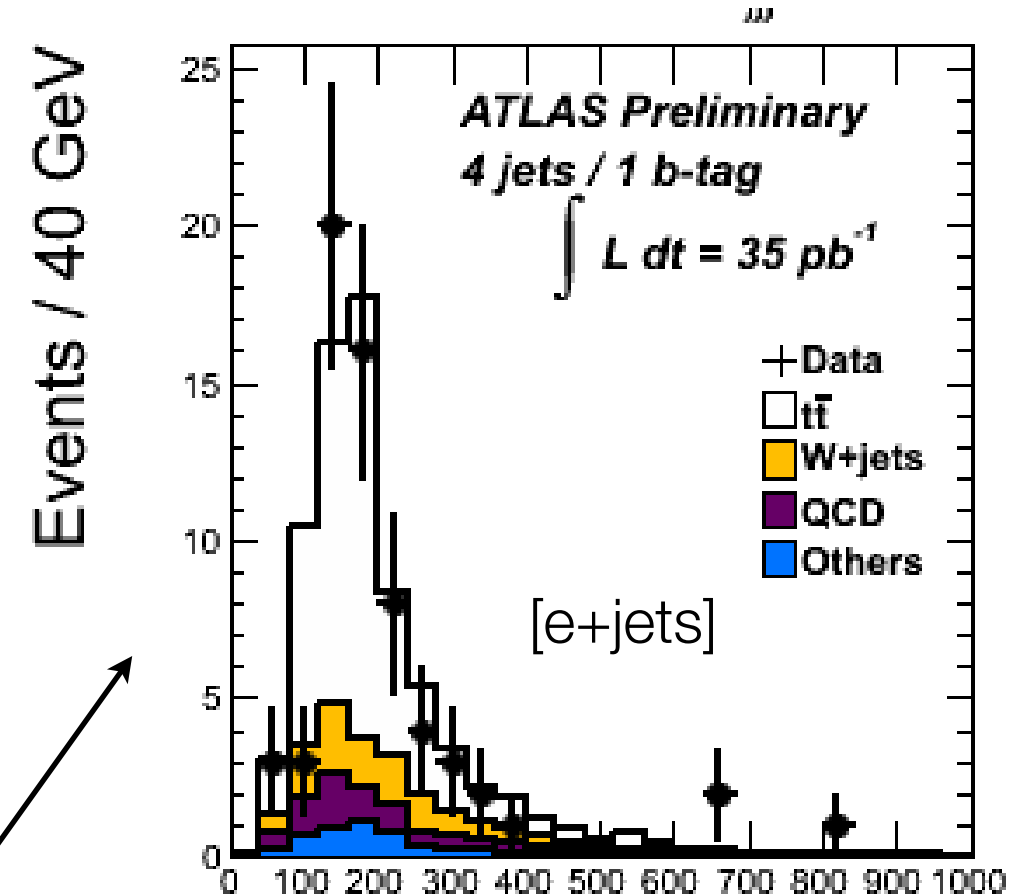 Events / 40 GeV
25
20
15
10
5
0
ATLAS Preliminary
4 jets / 1 b-tag
∫ L dt = 35 pb⁻¹
Data
tt̅
W+jets
QCD
Others
[e+jets]
0 100 200 300 400 500 600 700 800 900 1000